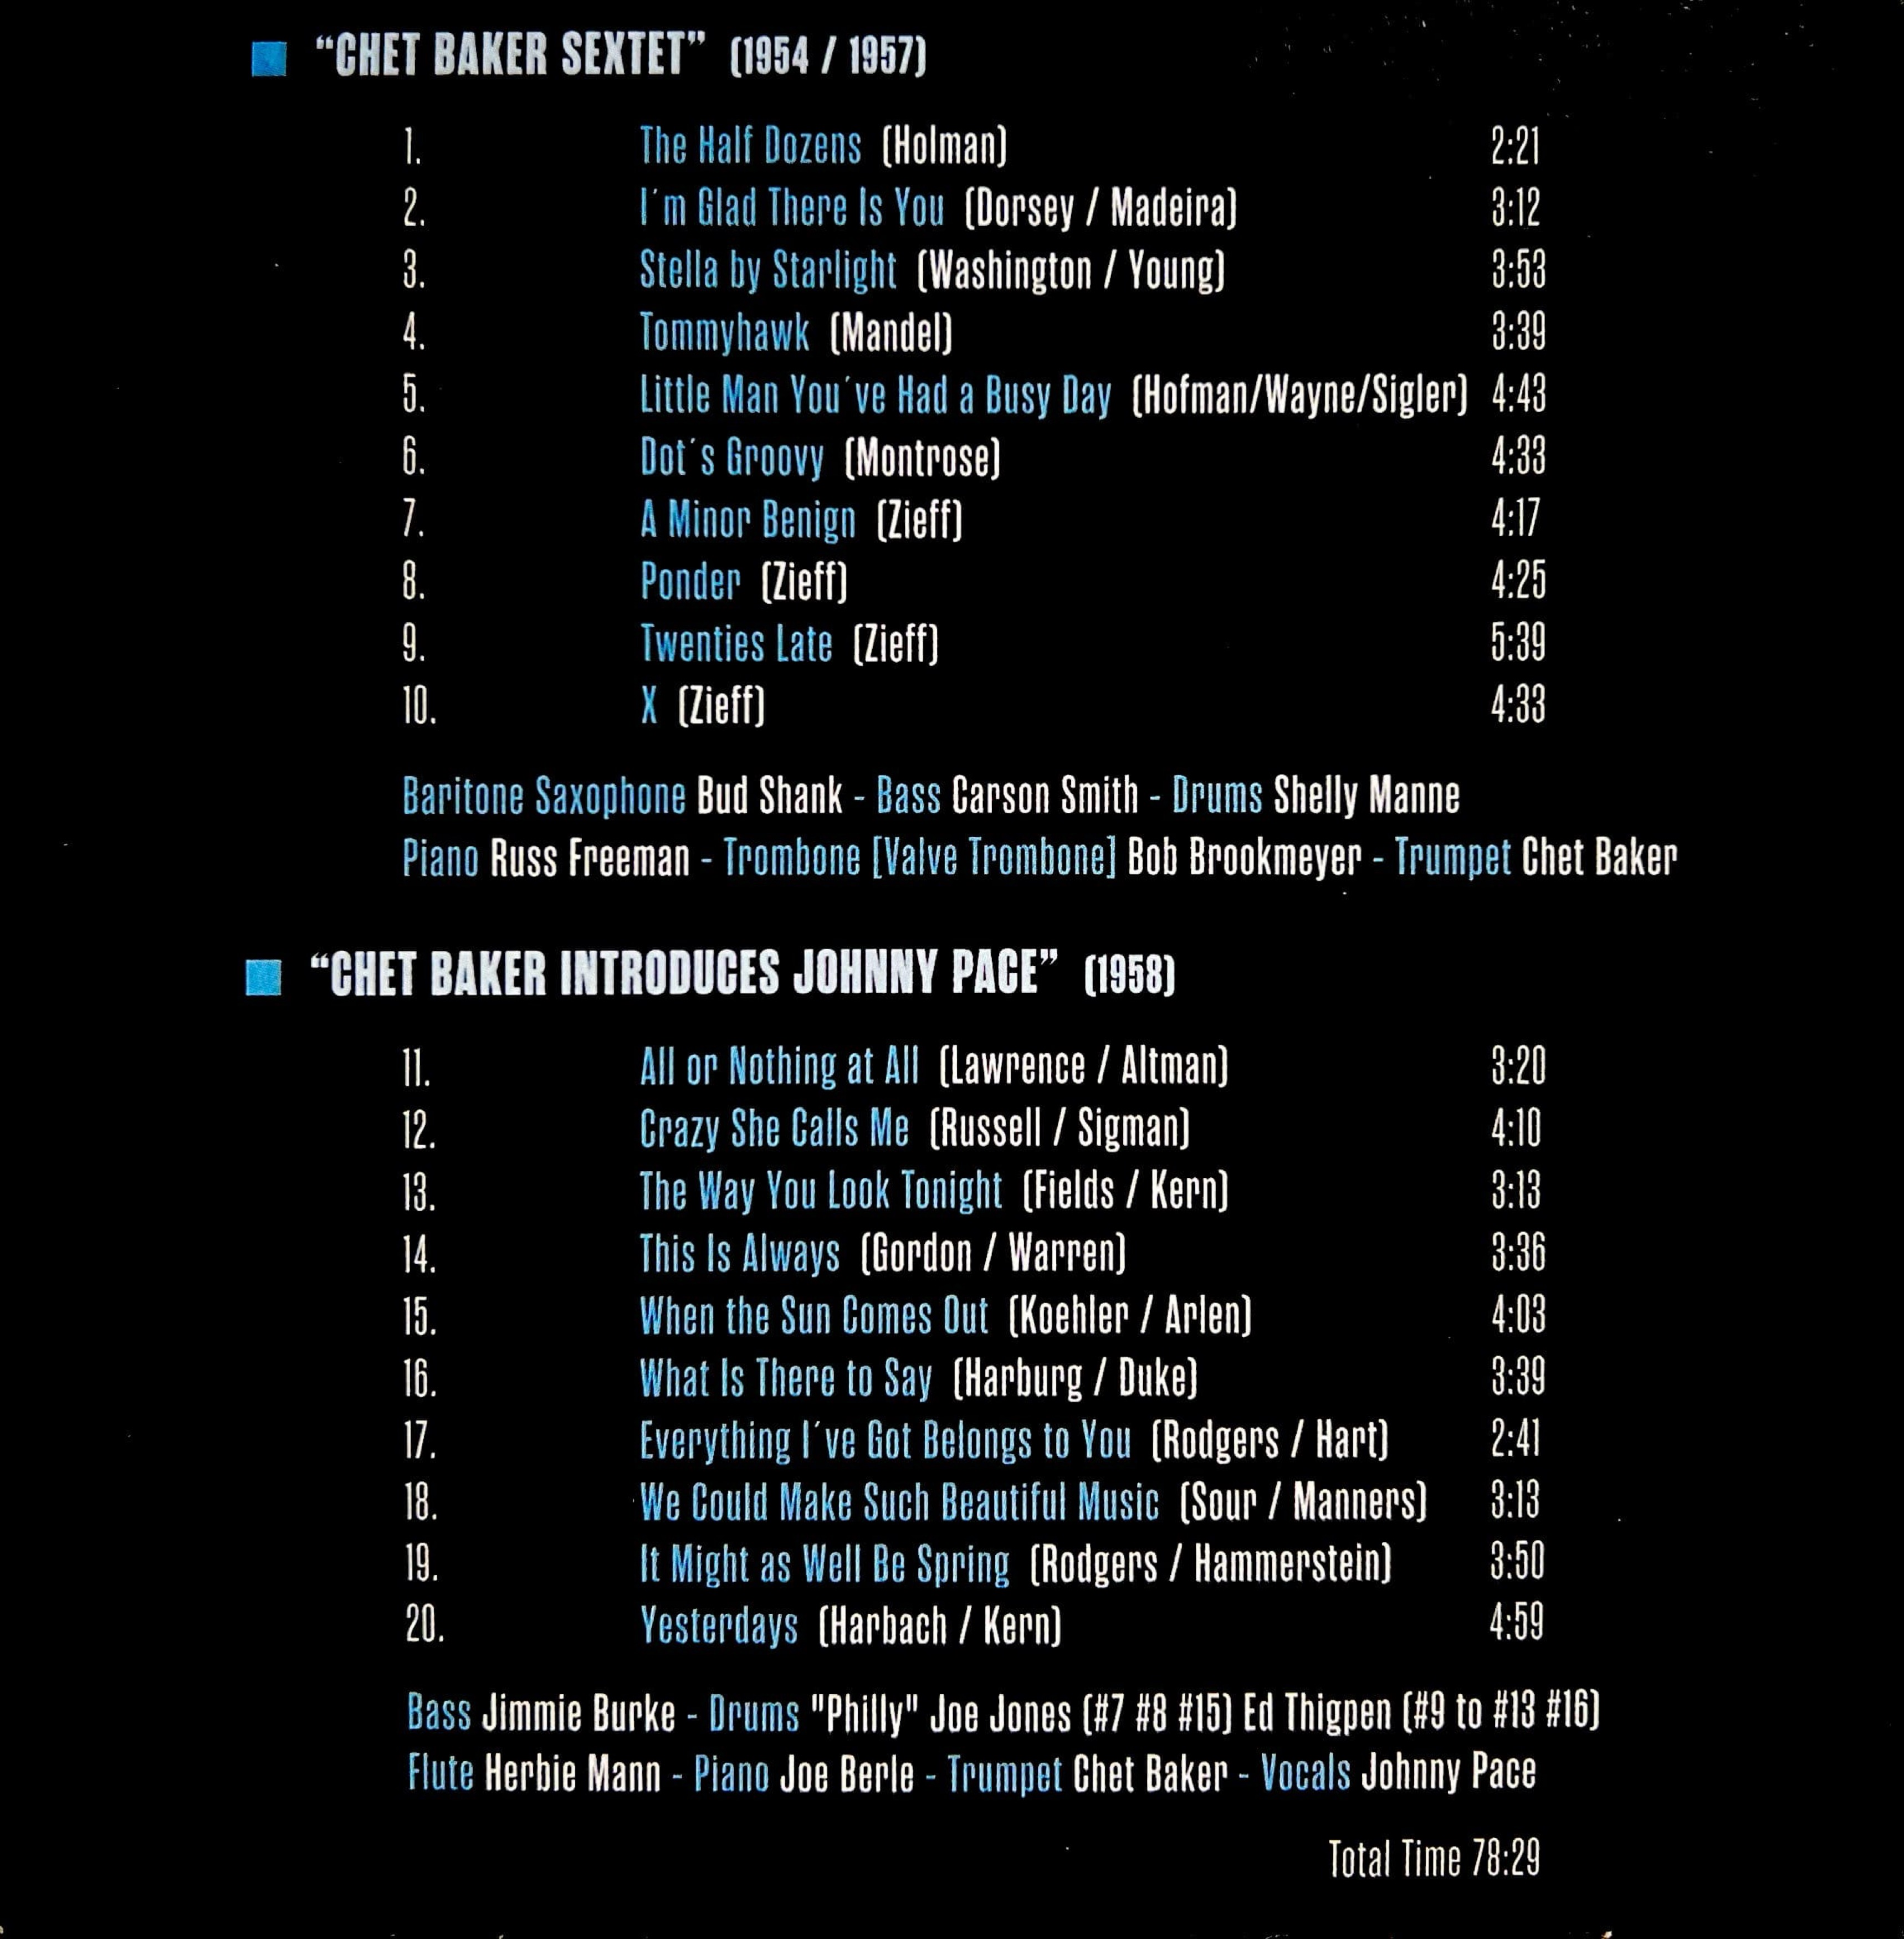 “CHET BAKER SEXTET” (1954 / 1957)
1. The Half Dozens (Holman) 2:21
2. I´m Glad There Is You (Dorsey / Madeira) 3:12
3. Stella by Starlight (Washington / Young) 3:53
4. Tommyhawk (Mandel) 3:39
5. Little Man You´ve Had a Busy Day (Hofman/Wayne/Sigler) 4:43
6. Dot´s Groovy (Montrose) 4:33
7. A Minor Benign (Zieff) 4:17
8. Ponder (Zieff) 4:25
9. Twenties Late (Zieff) 5:39
10. X (Zieff) 4:33
Baritone Saxophone Bud Shank - Bass Carson Smith - Drums Shelly Manne
Piano Russ Freeman - Trombone [Valve Trombone] Bob Brookmeyer - Trumpet Chet Baker
“CHET BAKER INTRODUCES JOHNNY PACE” (1958)
11. All or Nothing at All (Lawrence / Altman) 3:20
12. Crazy She Calls Me (Russell / Sigman) 4:10
13. The Way You Look Tonight (Fields / Kern) 3:13
14. This Is Always (Gordon / Warren) 3:36
15. When the Sun Comes Out (Koehler / Arlen) 4:03
16. What Is There to Say (Harburg / Duke) 3:39
17. Everything I´ve Got Belongs to You (Rodgers / Hart) 2:41
18. We Could Make Such Beautiful Music (Sour / Manners) 3:13
19. It Might as Well Be Spring (Rodgers / Hammerstein) 3:50
20. Yesterdays (Harbach / Kern) 4:59
Bass Jimmie Burke - Drums "Philly" Joe Jones (#7 #8 #15) Ed Thigpen (#9 to #13 #16)
Flute Herbie Mann - Piano Joe Berle - Trumpet Chet Baker - Vocals Johnny Pace
Total Time 78:29